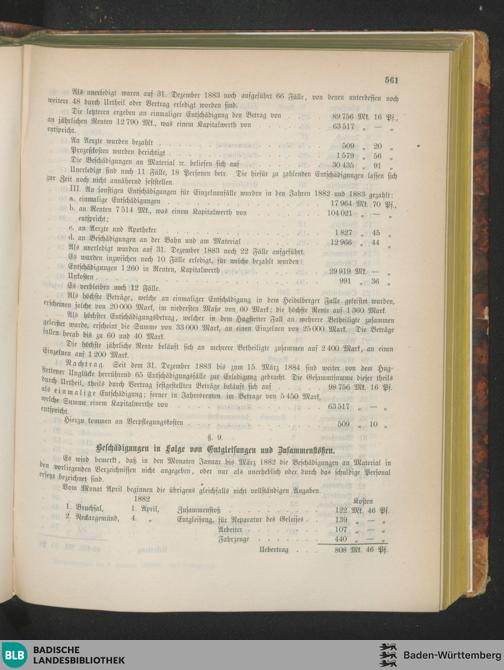 561
Als unerledigt waren auf 31. Dezember 1883 noch aufgeführt 66 Fälle, von denen unterdessen noch
weitere 48 durch Urtheil oder Vertrag erledigt worden sind.
Die letzteren ergeben an einmaliger Entschädigung den Betrag von . . . 89 756 Mk. 16 Pf.,
an jährlichen Renten 12 790 Mk., was einem Kapitalwerth von . . . 63 517 „ — „
entspricht.
An Aerzte wurden bezahlt . . . 509 „ 20 „
Prozeßkosten wurden berichtigt . . . 1 579 „ 56 „
Die Beschädigungen an Material ꝛc. beliefen sich auf . . . 30 435 „ 91 „
Unerledigt sind noch 11 Fälle, 18 Personen betr. Die hiefür zu zahlenden Entschädigungen lassen sich
zur Zeit noch nicht annähernd feststellen.
III. An sonstigen Entschädigungen für Einzelunfälle wurden in den Jahren 1882 und 1883 gezahlt:
a. einmalige Entschädigungen . . . 17 964 Mk. 70 Pf.,
b. an Renten 7 514 Mk., was einem Kapitalwerth von . . . 104 021 „ — „
entspricht;
c. an Aerzte und Apotheker . . . 1 827 „ 45 „
d. an Beschädigungen an der Bahn und am Material . . . 12 966 „ 44 „
Als unerledigt wurden auf 31. Dezember 1883 noch 22 Fälle aufgeführt.
Es wurden inzwischen noch 10 Fälle erledigt, für welche bezahlt wurden:
Entschädigungen 1 260 in Renten, Kapitalwerth . . . 29 919 Mk. — „
Unkosten . . . 991 „ 36 „
Es verbleiben noch 12 Fälle.
Als höchste Beträge, welche an einmaliger Entschädigung in dem Heidelberger Falle geleistet wurden,
erscheinen solche von 20 000 Mark, im niedersten Maße von 60 Mark; die höchste Rente auf 1 360 Mark.
Als höchster Entschädigungsbetrag, welcher in dem Hugstetter Fall an mehrere Betheiligte zusammen
geleistet wurde, erscheint die Summe von 33 000 Mark, an einen Einzelnen von 25 000 Mark. Die Beträge
fallen herab bis zu 60 und 40 Mark.
Die höchste jährliche Rente beläuft sich an mehrere Betheiligte zusammen auf 2 400 Mark, an einen
Einzelnen auf 1 200 Mark.
Nachtrag. Seit dem 31. Dezember 1883 bis zum 15. März 1884 sind weiter von dem Hug-
stettener Unglücke herrührend 65 Entschädigungsfälle zur Erledigung gebracht. Die Gesammtsumme dieser theils
durch Urtheil, theils durch Vertrag festgestellten Beträge beläuft sich auf . . . 98 756 Mk. 16 Pf.
als einmalige Entschädigung; ferner in Jahresrenten im Betrage von 5 450 Mark,
welche Summe einem Kapitalwerthe von . . . 63 517 „ — „
entspricht.
Hierzu kommen an Verpflegungskosten . . . 509 „ 10 „
§. 9.
Beschädigungen in Folge von Entgleisungen und Zusammenstößen.
Es wird bemerkt, daß in den Monaten Januar bis März 1882 die Beschädigungen an Material in
den vorliegenden Verzeichnissen nicht angegeben, oder nur als unerheblich oder durch das schuldige Personal
ersetzt bezeichnet sind.
Vom Monat April beginnen die übrigens gleichfalls nicht vollständigen Angaben.
1882 Kosten
1. Bruchsal, 1. April, Zusammenstoß . . . 122 Mk. 46 Pf.
2. Neckargemünd, 4. „ Entgleisung, für Reparatur des Geleises . . . 139 „ — „
Arbeiter . . . 107 „ — „
Fahrzeuge . . . 440 „ — „
Uebertrag . . . 808 Mk. 46 Pf.
BLB BADISCHE
LANDESBIBLIOTHEK
Baden-Württemberg